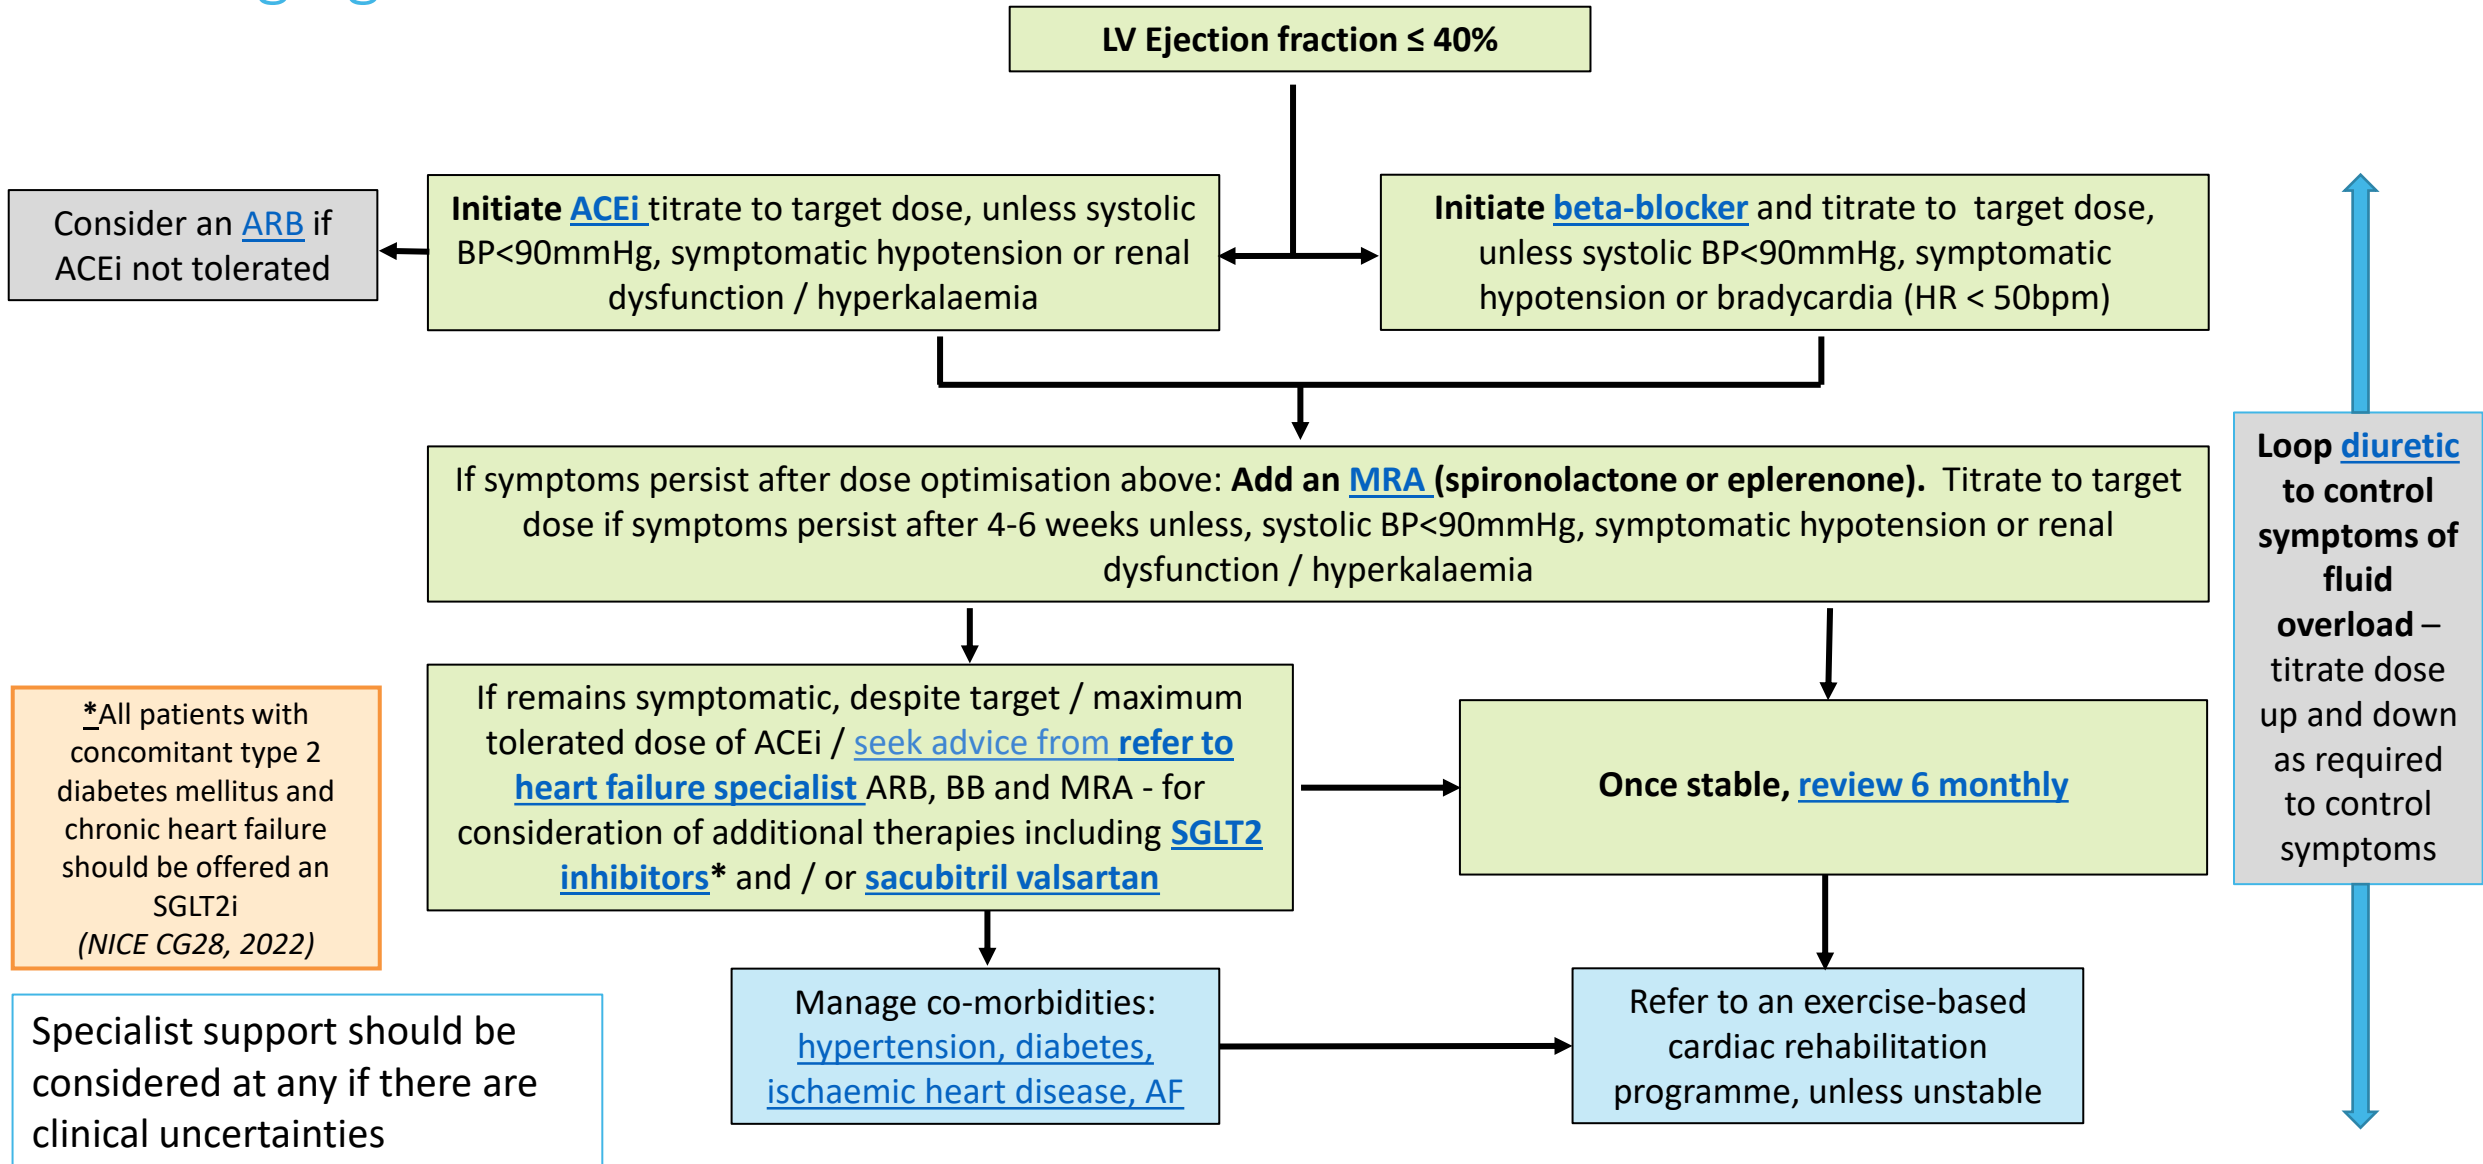 LV Ejection fraction ≤ 40%
Consider an ARB if
ACEi not tolerated
Initiate ACEi titrate to target dose, unless systolic
BP<90mmHg, symptomatic hypotension or renal
dysfunction / hyperkalaemia
Initiate beta-blocker and titrate to target dose,
unless systolic BP<90mmHg, symptomatic
hypotension or bradycardia (HR < 50bpm)
If symptoms persist after dose optimisation above: Add an MRA (spironolactone or eplerenone). Titrate to target
dose if symptoms persist after 4-6 weeks unless, systolic BP<90mmHg, symptomatic hypotension or renal
dysfunction / hyperkalaemia
Loop diuretic
to control
symptoms of
fluid
overload –
titrate dose
up and down
as required
to control
symptoms
*All patients with
concomitant type 2
diabetes mellitus and
chronic heart failure
should be offered an
SGLT2i
(NICE CG28, 2022)
If remains symptomatic, despite target / maximum
tolerated dose of ACEi / seek advice from refer to
heart failure specialist ARB, BB and MRA - for
consideration of additional therapies including SGLT2
inhibitors* and / or sacubitril valsartan
Once stable, review 6 monthly
Specialist support should be
considered at any if there are
clinical uncertainties
Manage co-morbidities:
hypertension, diabetes,
ischaemic heart disease, AF
Refer to an exercise-based
cardiac rehabilitation
programme, unless unstable